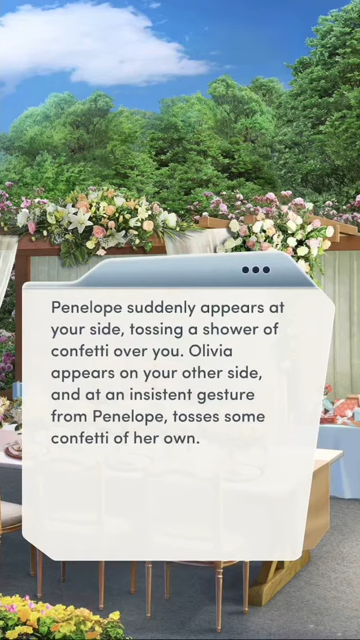 Penelope suddenly appears at
your side, tossing a shower of
confetti over you. Olivia
appears on your other side,
and at an insistent gesture
from Penelope, tosses some
confetti of her own.